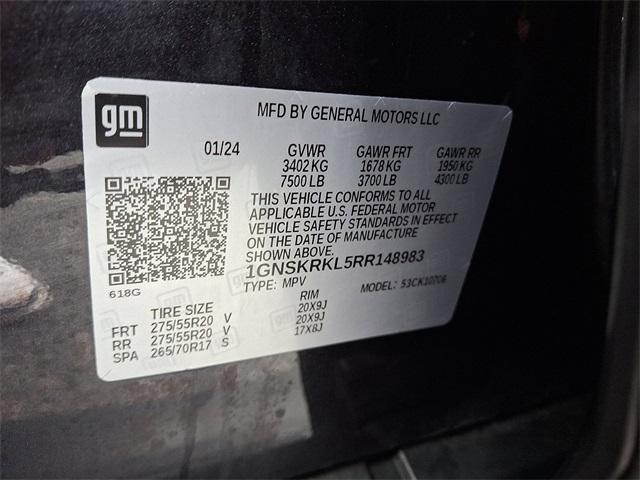 gm
MFD BY GENERAL MOTORS LLC
01/24 GVWR GAWR FRT GAWR RR
3402 KG 1678 KG 1950 KG
7500 LB 3700 LB 4300 LB
THIS VEHICLE CONFORMS TO ALL
APPLICABLE U.S. FEDERAL MOTOR
VEHICLE SAFETY STANDARDS IN EFFECT
ON THE DATE OF MANUFACTURE
SHOWN ABOVE.
618G
1GNSKRKL5RR148983
TYPE: MPV MODEL: 53CK10706
TIRE SIZE RIM
FRT 275/55R20 V 20X9J
RR 275/55R20 V 20X9J
SPA 265/70R17 S 17X8J